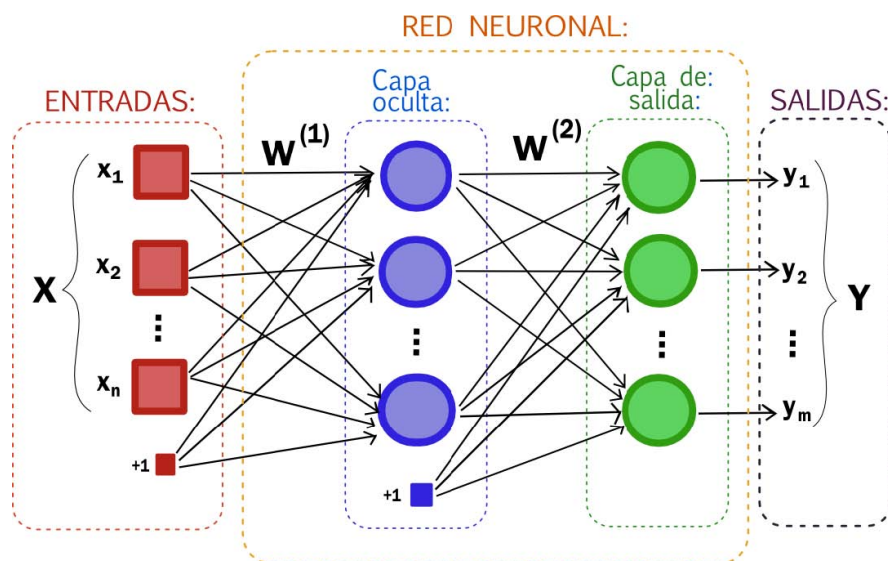 RED NEURONAL:
ENTRADAS:
Capa
oculta:
Capa de:
salida:
SALIDAS:
W(1)
W(2)
X
x1
x2
⋮
xn
+1
⋮
+1
⋮
y1
y2
⋮
ym
Y